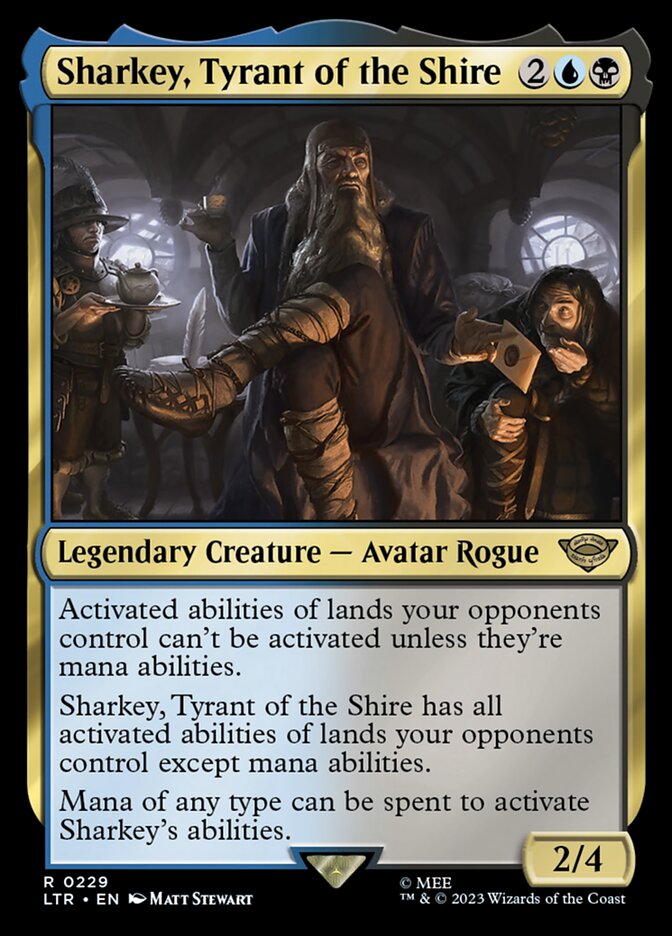 Sharkey, Tyrant of the Shire 2
Legendary Creature — Avatar Rogue
Activated abilities of lands your opponents
control can't be activated unless they're
mana abilities.
Sharkey, Tyrant of the Shire has all
activated abilities of lands your opponents
control except mana abilities.
Mana of any type can be spent to activate
Sharkey's abilities.
2/4
R 0229
LTR • EN Matt Stewart
© MEE
™ & © 2023 Wizards of the Coast